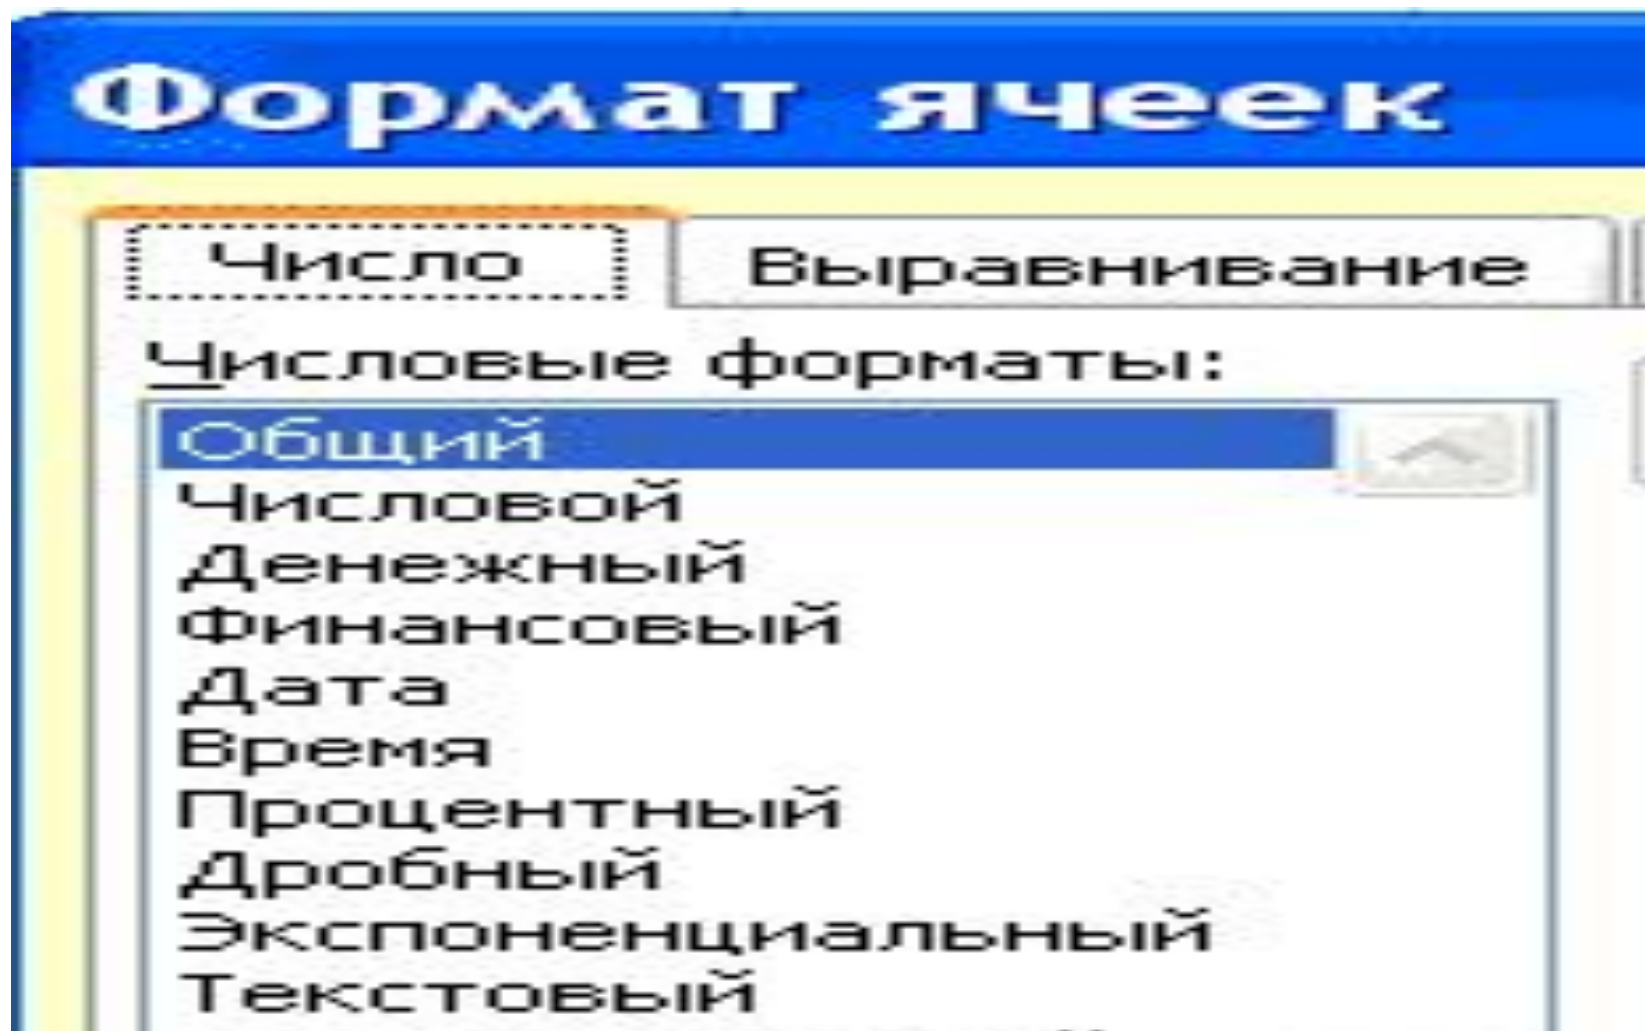 Формат ячеек
Число Выравнивание
Числовые форматы:
Общий
Числовой
Денежный
Финансовый
Дата
Время
Процентный
Дробный
Экспоненциальный
Текстовый